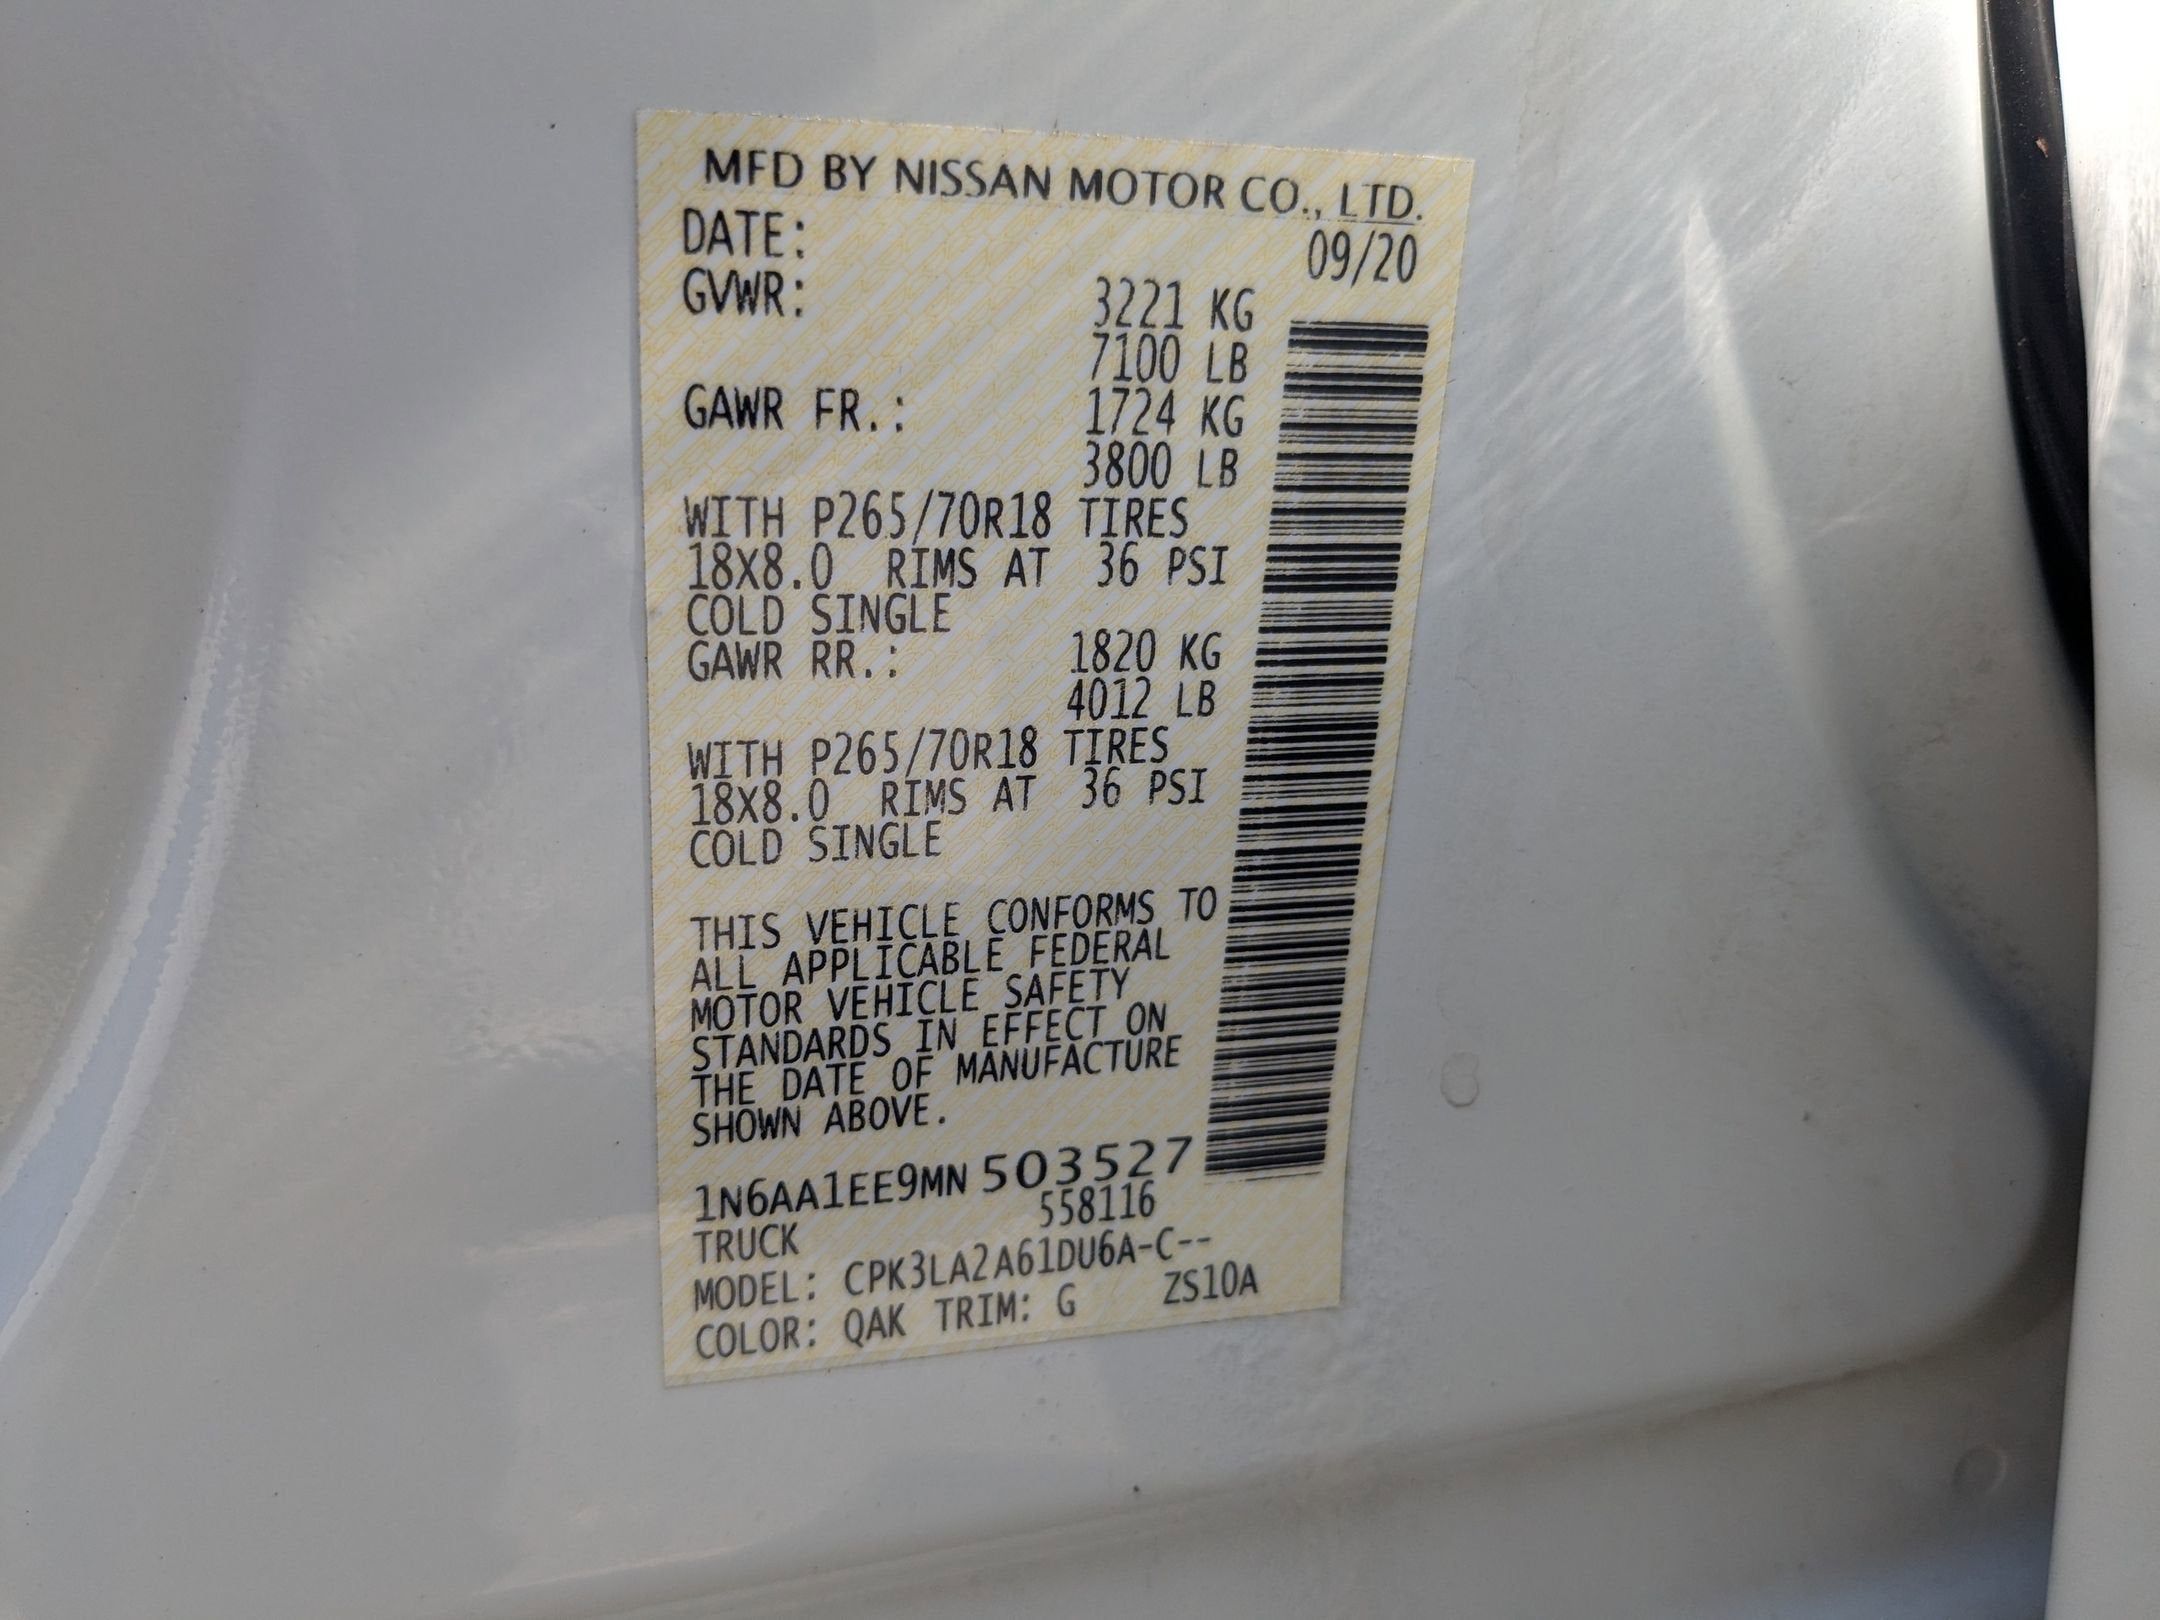 MFD BY NISSAN MOTOR CO., LTD.
DATE: 09/20
GVWR: 3221 KG
7100 LB
GAWR FR.: 1724 KG
3800 LB
WITH P265/70R18 TIRES
18X8.0 RIMS AT 36 PSI
COLD SINGLE
GAWR RR.: 1820 KG
4012 LB
WITH P265/70R18 TIRES
18X8.0 RIMS AT 36 PSI
COLD SINGLE
THIS VEHICLE CONFORMS TO
ALL APPLICABLE FEDERAL
MOTOR VEHICLE SAFETY
STANDARDS IN EFFECT ON
THE DATE OF MANUFACTURE
SHOWN ABOVE.
1N6AA1EE9MN 503527
TRUCK 558116
MODEL: CPK3LA2A61DU6A-C--
COLOR: QAK TRIM: G ZS10A